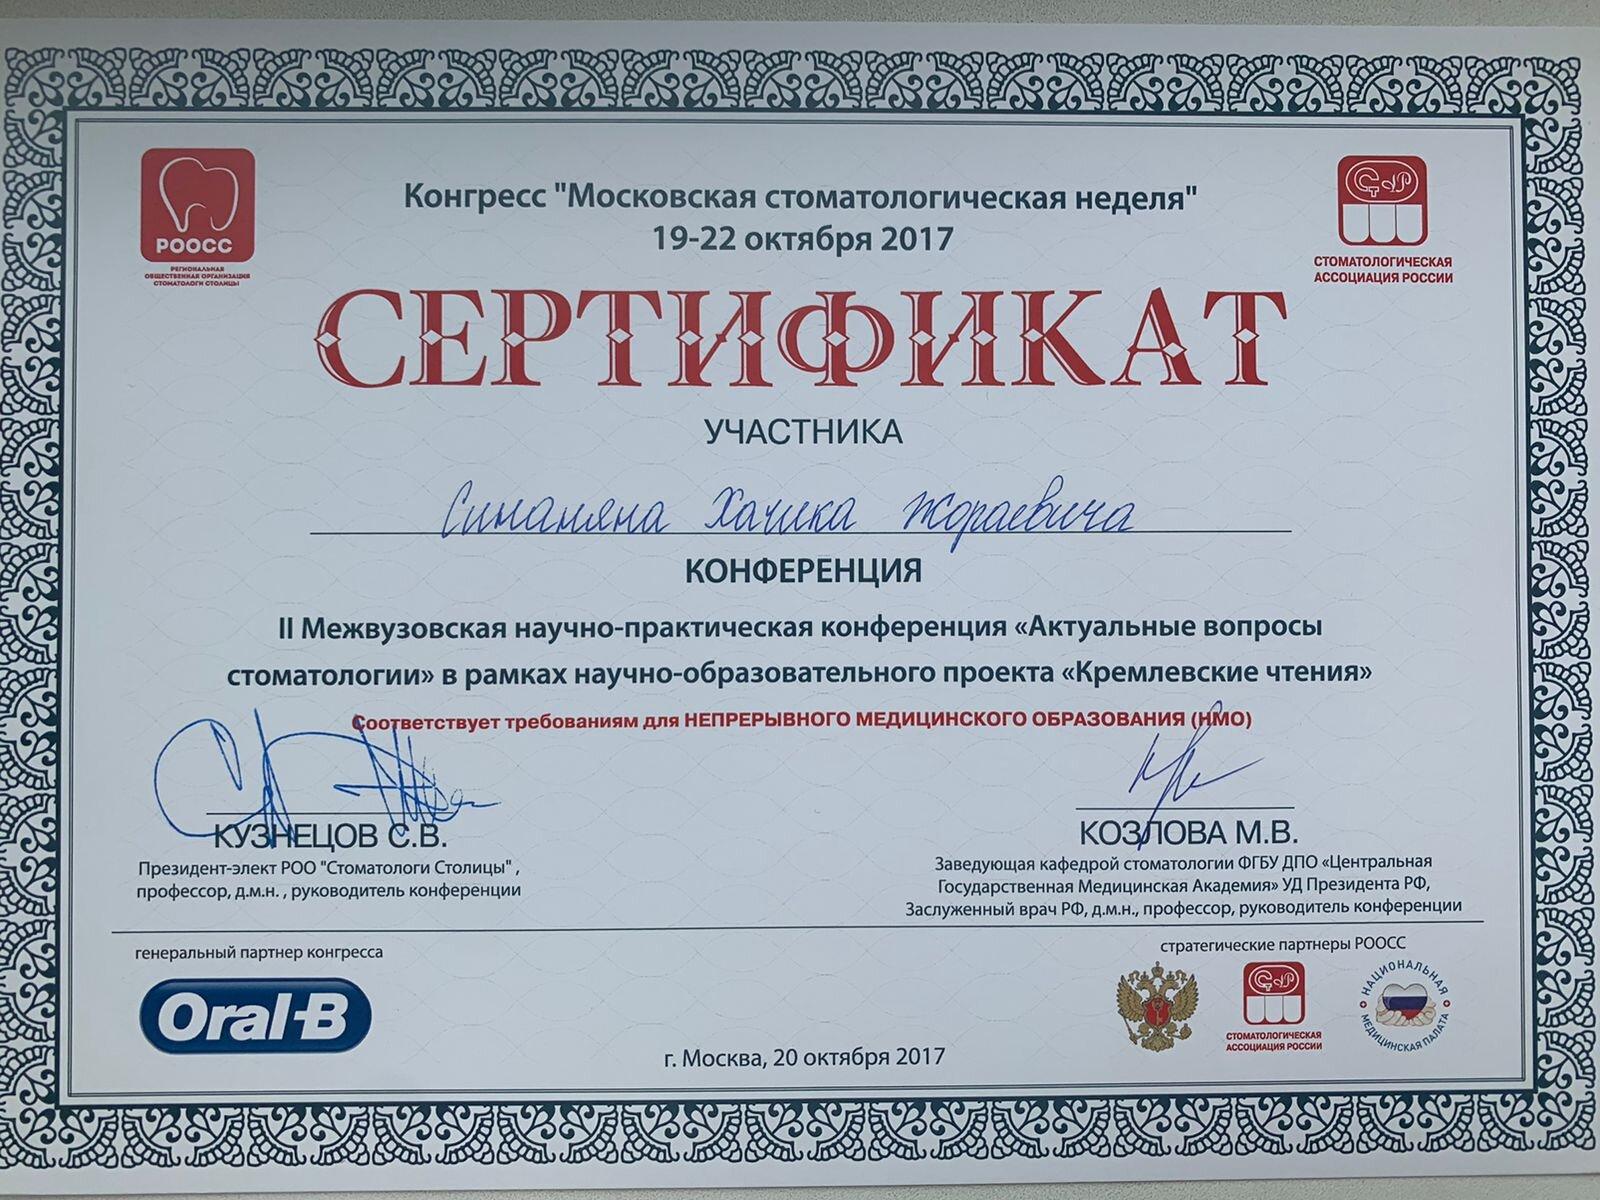 РООСС
РЕГИОНАЛЬНАЯ
ОБЩЕСТВЕННАЯ ОРГАНИЗАЦИЯ
СТОМАТОЛОГИ СТОЛИЦЫ
Конгресс "Московская стоматологическая неделя"
19-22 октября 2017
СтАР
СТОМАТОЛОГИЧЕСКАЯ
АССОЦИАЦИЯ РОССИИ
СЕРТИФИКАТ
УЧАСТНИКА
Синаняна Хачика Жораевича
КОНФЕРЕНЦИЯ
II Межвузовская научно-практическая конференция «Актуальные вопросы
стоматологии» в рамках научно-образовательного проекта «Кремлевские чтения»
Соответствует требованиям для НЕПРЕРЫВНОГО МЕДИЦИНСКОГО ОБРАЗОВАНИЯ (НМО)
КУЗНЕЦОВ С.В.
Президент-элект РОО "Стоматологи Столицы" ,
профессор, д.м.н. , руководитель конференции
КОЗЛОВА М.В.
Заведующая кафедрой стоматологии ФГБУ ДПО «Центральная
Государственная Медицинская Академия» УД Президента РФ,
Заслуженный врач РФ, д.м.н., профессор, руководитель конференции
генеральный партнер конгресса
Oral-B
стратегические партнеры РООСС
СтАР
СТОМАТОЛОГИЧЕСКАЯ
АССОЦИАЦИЯ РОССИИ
НАЦИОНАЛЬНАЯ
МЕДИЦИНСКАЯ ПАЛАТА
г. Москва, 20 октября 2017